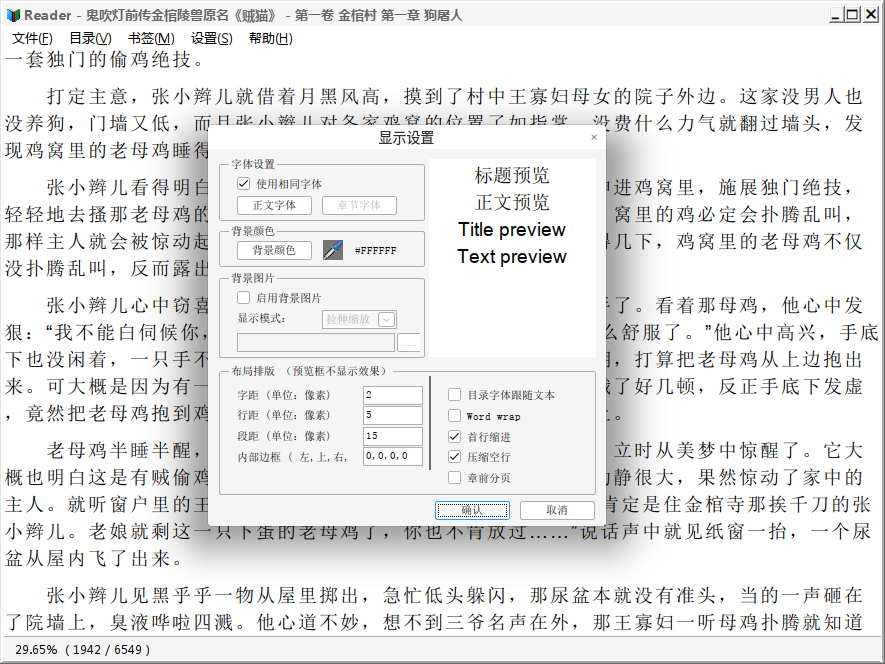 Reader - 鬼吹灯前传金棺陵兽原名《贼猫》 - 第一卷 金棺村 第一章 狗屠人
文件(F) 目录(V) 书签(M) 设置(S) 帮助(H)
一套独门的偷鸡绝技。
打定主意，张小辫儿就借着月黑风高，摸到了村中王寡妇母女的院子外边。这家没男人也
没养狗，门墙又低，而且张小辫儿对各家鸡窝的位置了如指掌，没费什么力气就翻过墙头，发
现鸡窝里的老母鸡睡得
张小辫儿看得明白
进鸡窝里，施展独门绝技，
轻轻地去搔那老母鸡的
窝里的鸡必定会扑腾乱叫，
那样主人就会被惊动起
几下，鸡窝里的老母鸡不仅
没扑腾乱叫，反而露出
张小辫儿心中窃喜
了。看着那母鸡，他心中发
狠：“我不能白伺候你，
么舒服了。”他心中高兴，手底
下也没闲着，一只手不
，打算把老母鸡从上边抱出
来。可大概是因为有一
了好几顿，反正手底下发虚
，竟然把老母鸡抱到鸡
。
老母鸡半睡半醒，
立时从美梦中惊醒了。它大
概也明白这是有贼偷鸡
动静很大，果然惊动了家中的
主人。就听窗户里的王
肯定是住金棺寺那挨千刀的张
小辫儿。老娘就剩这一只下蛋的老母鸡了，你也不肯放过……”说话声中就见纸窗一抬，一个尿
盆从屋内飞了出来。
张小辫儿见黑乎乎一物从屋里掷出，急忙低头躲闪，那尿盆本就没有准头，当的一声砸在
了院墙上，臭液哗啦四溅。他心道不妙，想不到三爷名声在外，那王寡妇一听母鸡扑腾就知道
29.65% ( 1942 / 6549 )
显示设置
×
字体设置
使用相同字体
正文字体 章节字体
背景颜色
背景颜色 #FFFFFF
背景图片
启用背景图片
显示模式: 拉伸缩放
...
标题预览
正文预览
Title preview
Text preview
布局排版 （预览框不显示效果）
字距 (单位: 像素) 2
行距 (单位: 像素) 5
段距 (单位: 像素) 15
内部边框 ( 左,上,右, 0,0,0,0
目录字体跟随文本
Word wrap
首行缩进
压缩空行
章前分页
确认 取消